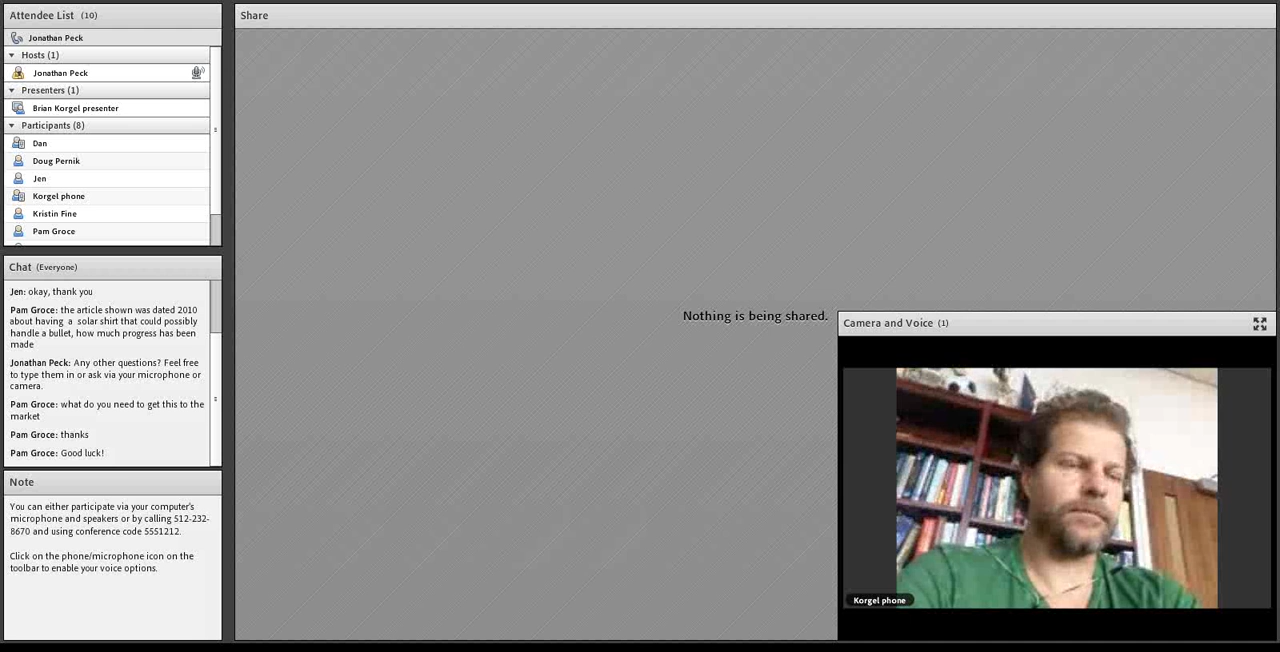 Attendee List (10)
Jonathan Peck
Hosts (1)
Jonathan Peck
Presenters (1)
Brian Korgel presenter
Participants (8)
Dan
Doug Pernik
Jen
Korgel phone
Kristin Fine
Pam Groce
Chat (Everyone)
Jen: okay, thank you
Pam Groce: the article shown was dated 2010
about having a solar shirt that could possibly
handle a bullet, how much progress has been
made
Jonathan Peck: Any other questions? Feel free
to type them in or ask via your microphone or
camera.
Pam Groce: what do you need to get this to the
market
Pam Groce: thanks
Pam Groce: Good luck!
Note
You can either participate via your computer's
microphone and speakers or by calling 512-232-
8670 and using conference code 5551212.
Click on the phone/microphone icon on the
toolbar to enable your voice options.
Share
Nothing is being shared.
Camera and Voice (1)
Korgel phone